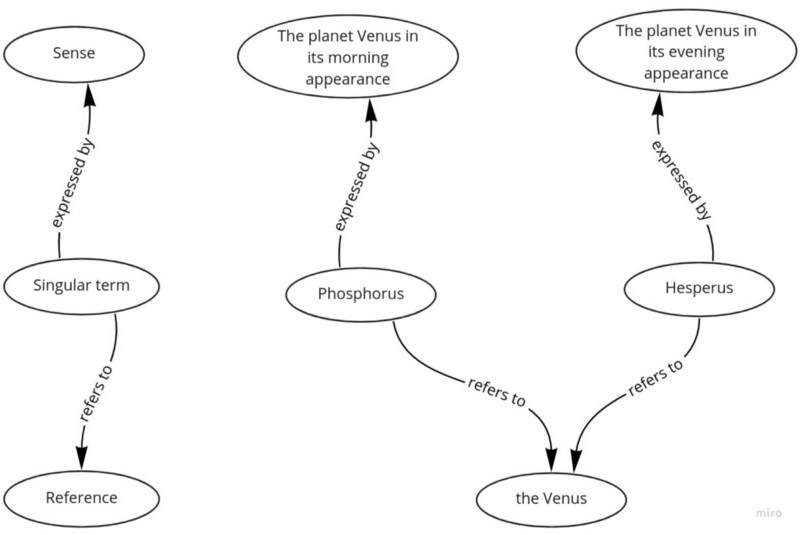 Sense
The planet Venus in
its morning
appearance
The planet Venus in
its evening
appearance
expressed by
expressed by
expressed by
Singular term
Phosphorus
Hesperus
refers to
refers to
refers to
Reference
the Venus
miro